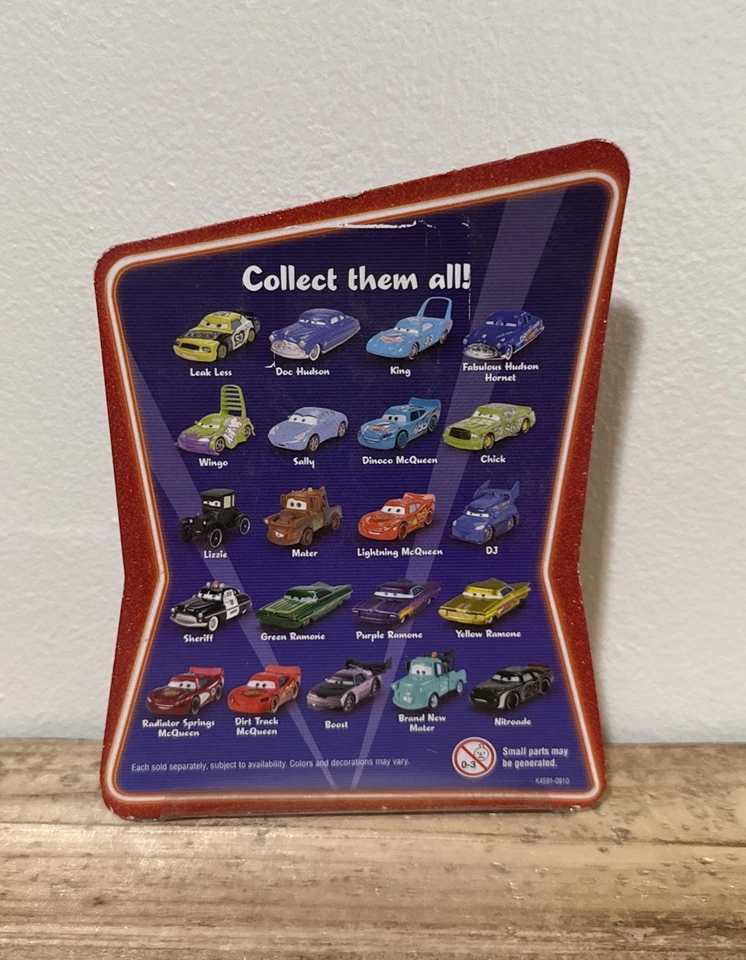 Collect them all!
Leak Less
Doc Hudson
King
Fabulous Hudson
Hornet
Wingo
Sally
Dinoco McQueen
Chick
Lizzie
Mater
Lightning McQueen
DJ
Sheriff
Green Ramone
Purple Ramone
Yellow Ramone
Radiator Springs
McQueen
Dirt Track
McQueen
Boost
Brand New
Mater
Nitroade
Each sold separately, subject to availability. Colors and decorations may vary.
0-3
Small parts may
be generated.
K4591-0910